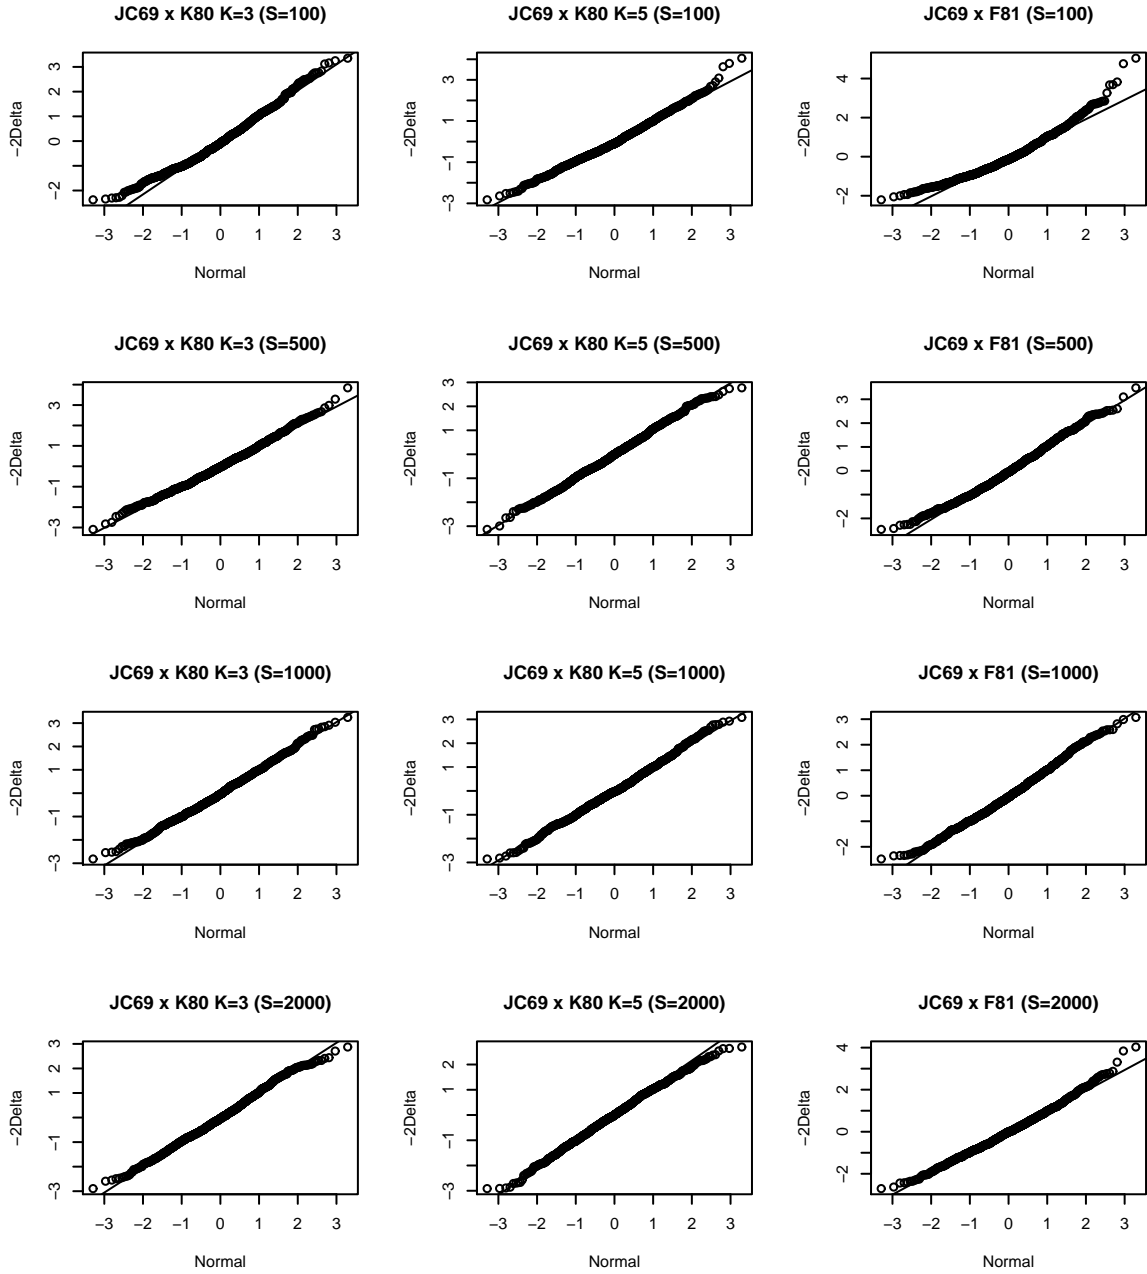 JC69 x K80 K=3 (S=100)
−2Delta
−2 0 1 2 3
−3 −2 −1 0 1 2 3
Normal
JC69 x K80 K=5 (S=100)
−2Delta
−3 −1 1 3
−3 −2 −1 0 1 2 3
Normal
JC69 x F81 (S=100)
−2Delta
−2 0 2 4
−3 −2 −1 0 1 2 3
Normal
JC69 x K80 K=3 (S=500)
−2Delta
−3 −1 1 3
−3 −2 −1 0 1 2 3
Normal
JC69 x K80 K=5 (S=500)
−2Delta
−3 −1 1 2 3
−3 −2 −1 0 1 2 3
Normal
JC69 x F81 (S=500)
−2Delta
−2 0 1 2 3
−3 −2 −1 0 1 2 3
Normal
JC69 x K80 K=3 (S=1000)
−2Delta
−3 −1 1 2 3
−3 −2 −1 0 1 2 3
Normal
JC69 x K80 K=5 (S=1000)
−2Delta
−3 −1 1 2 3
−3 −2 −1 0 1 2 3
Normal
JC69 x F81 (S=1000)
−2Delta
−2 0 1 2 3
−3 −2 −1 0 1 2 3
Normal
JC69 x K80 K=3 (S=2000)
−2Delta
−3 −1 1 2 3
−3 −2 −1 0 1 2 3
Normal
JC69 x K80 K=5 (S=2000)
−2Delta
−3 −1 1 2
−3 −2 −1 0 1 2 3
Normal
JC69 x F81 (S=2000)
−2Delta
−2 0 2 4
−3 −2 −1 0 1 2 3
Normal